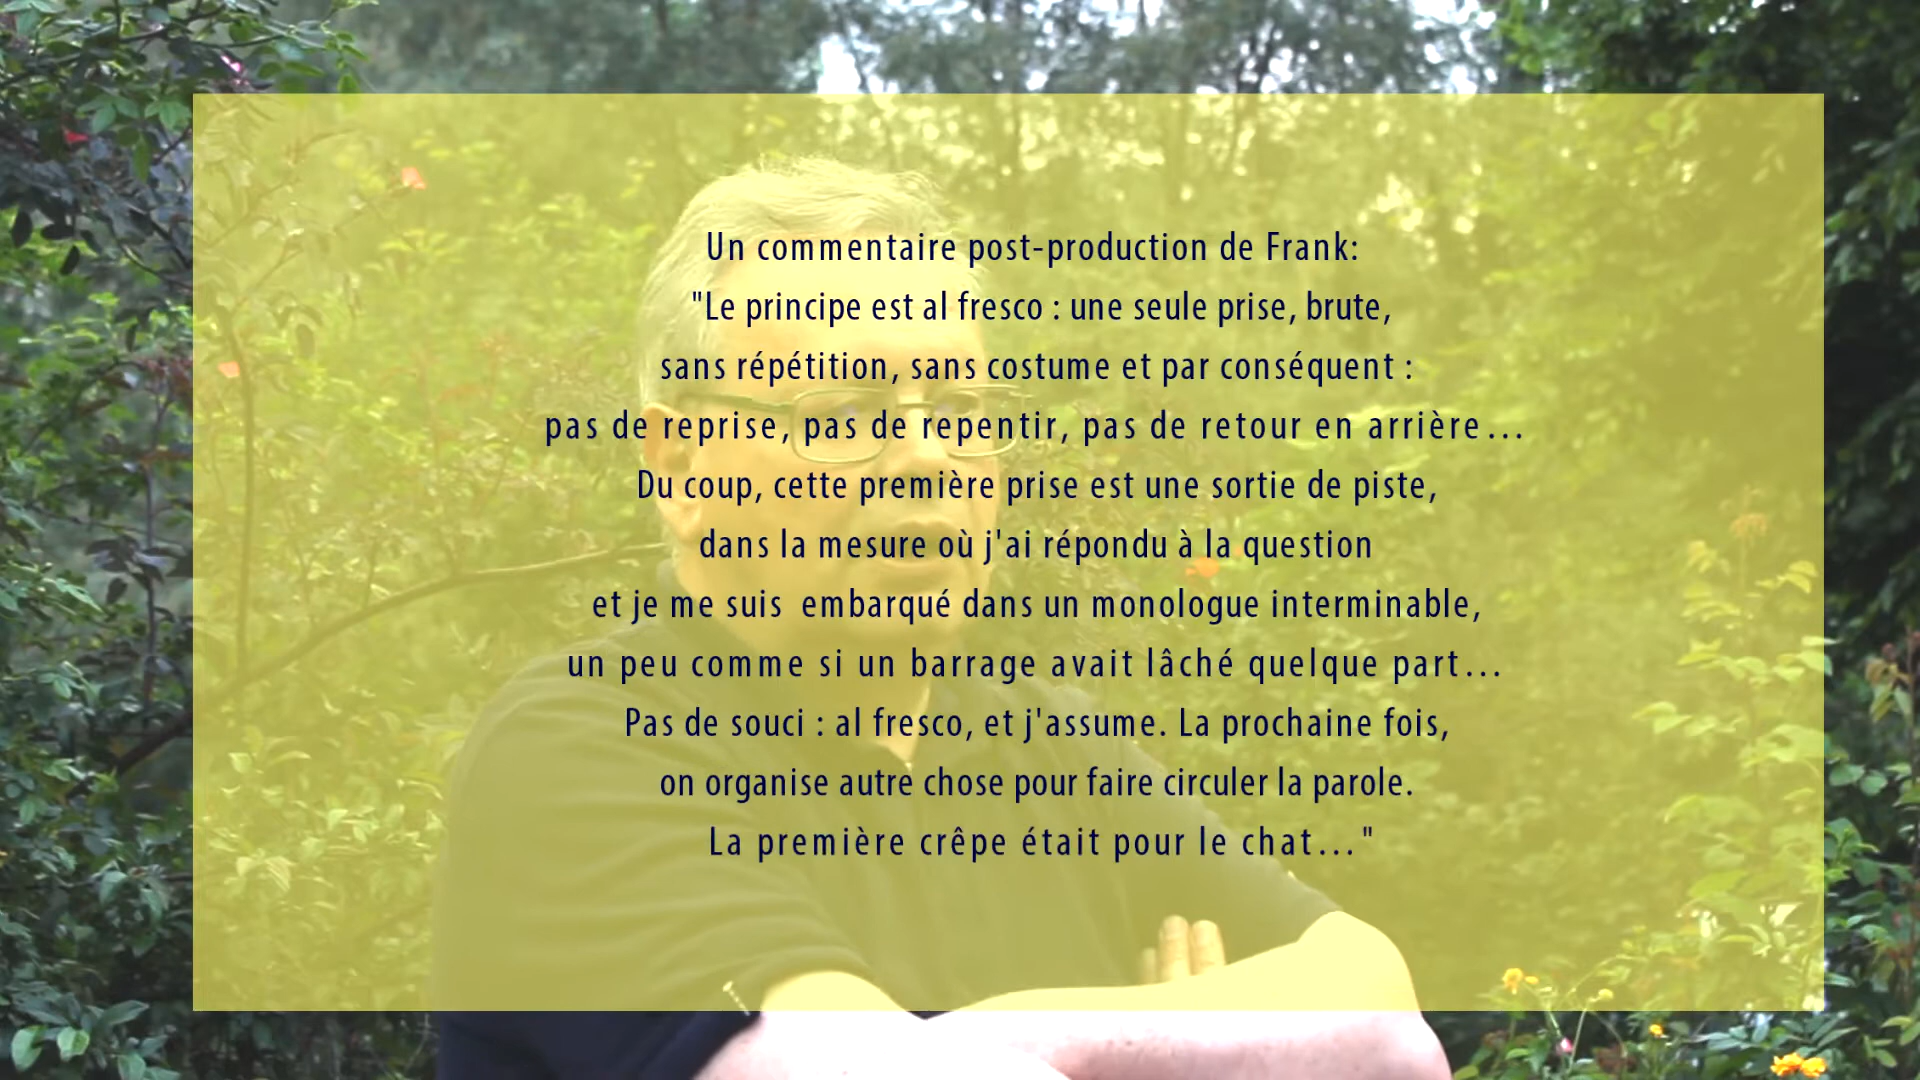 Un commentaire post-production de Frank:
"Le principe est al fresco : une seule prise, brute,
sans répétition, sans costume et par conséquent :
pas de reprise, pas de repentir, pas de retour en arrière...
Du coup, cette première prise est une sortie de piste,
dans la mesure où j'ai répondu à la question
et je me suis  embarqué dans un monologue interminable,
un peu comme si un barrage avait lâché quelque part...
Pas de souci : al fresco, et j'assume. La prochaine fois,
on organise autre chose pour faire circuler la parole.
La première crêpe était pour le chat..."